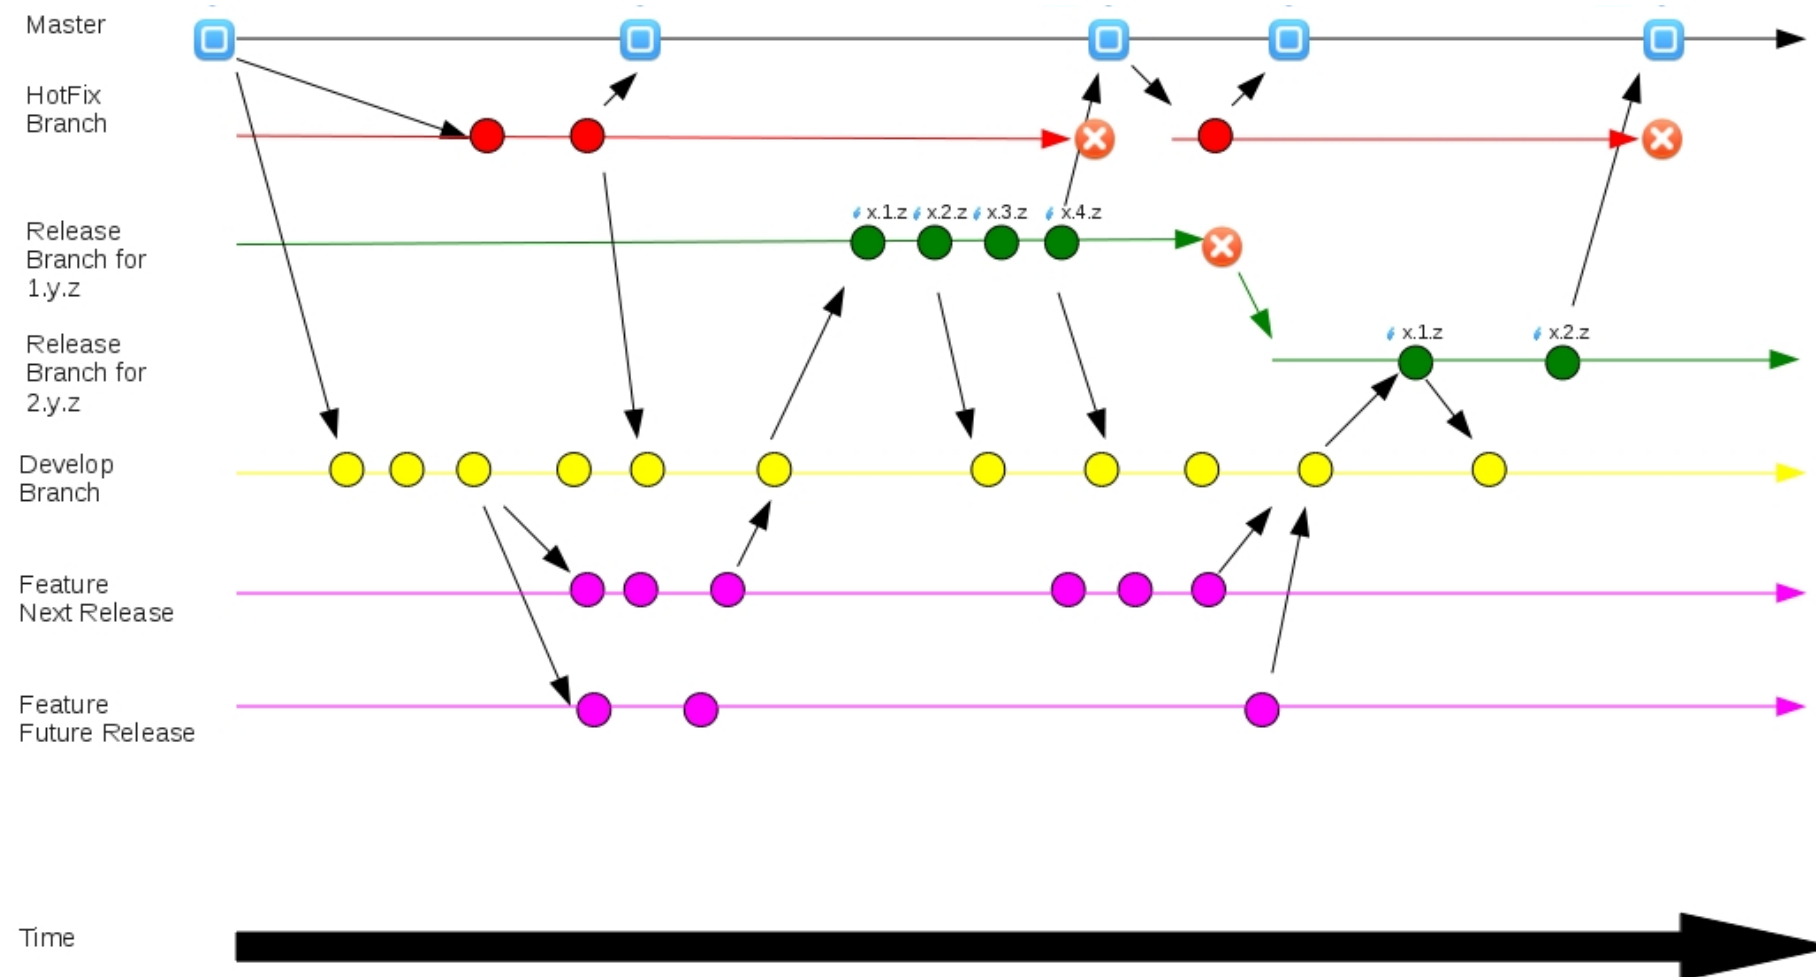 Master
HotFix
Branch
x.1.z x.2.z x.3.z x.4.z
Release
Branch for
1.y.z
x.1.z x.2.z
Release
Branch for
2.y.z
Develop
Branch
Feature
Next Release
Feature
Future Release
Time